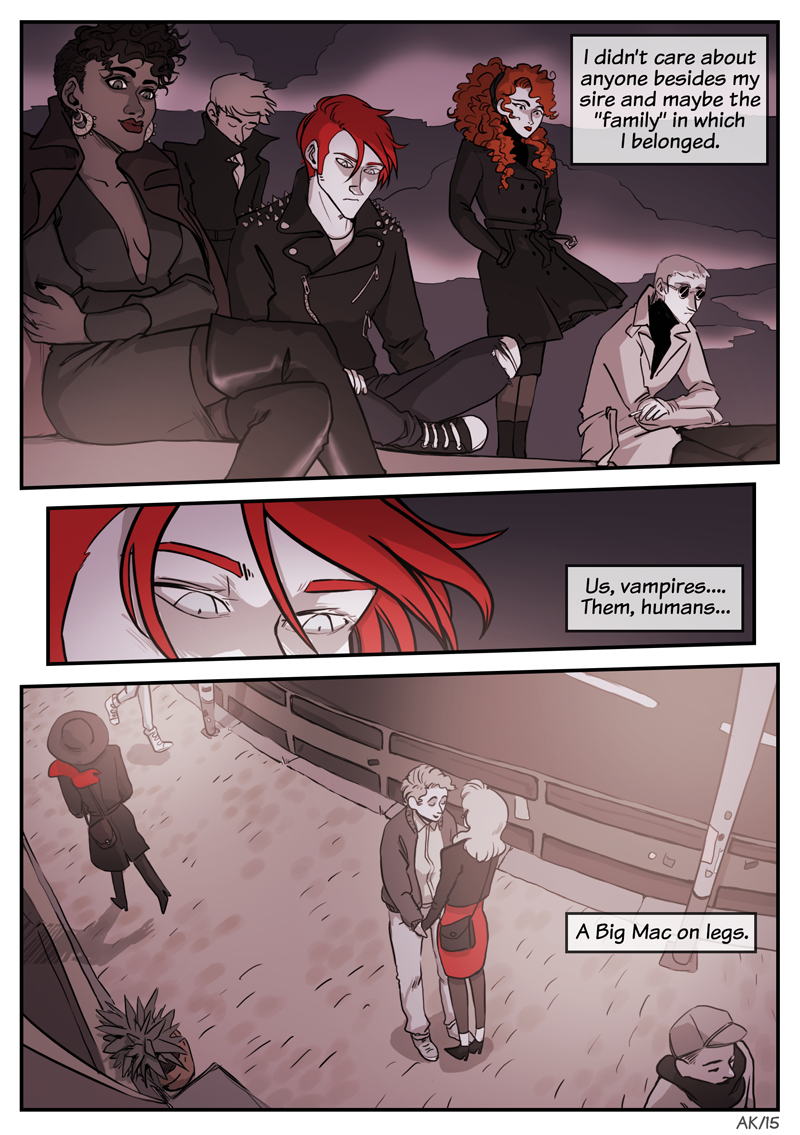 I didn't care about
anyone besides my
sire and maybe the
"family" in which
I belonged.
Us, vampires....
Them, humans...
A Big Mac on legs.
AK/15